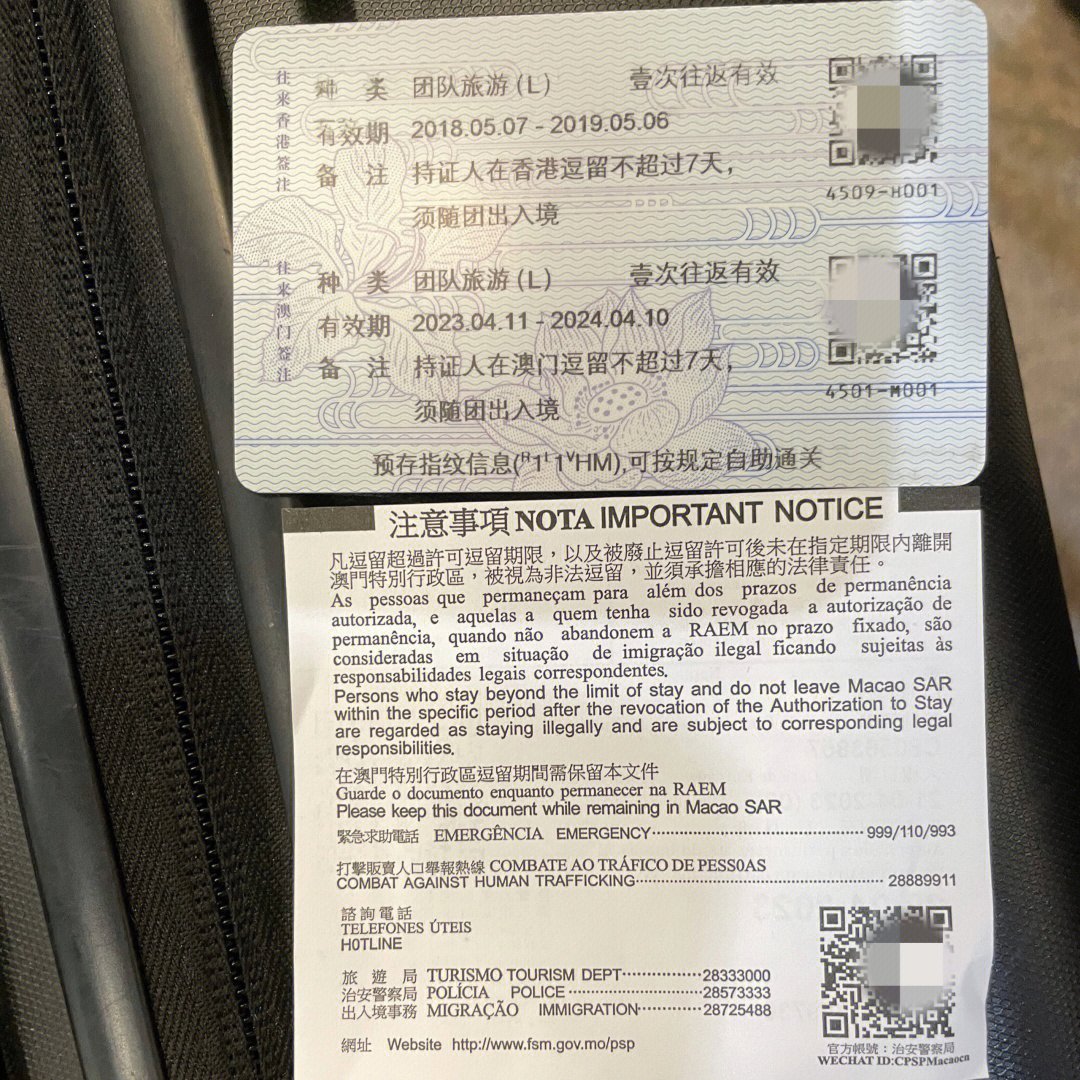 往来香港签注
种 类 团队旅游(L) 壹次往返有效
有效期 2018.05.07 - 2019.05.06
备 注 持证人在香港逗留不超过7天，
须随团出入境
4509-H001
往来澳门签注
种 类 团队旅游(L) 壹次往返有效
有效期 2023.04.11 - 2024.04.10
备 注 持证人在澳门逗留不超过7天，
须随团出入境
4501-M001
预存指纹信息(ᴿ1ᴸ1ⱽHM),可按规定自助通关
注意事項 NOTA IMPORTANT NOTICE
凡逗留超過許可逗留期限，以及被廢止逗留許可後未在指定期限內離開
澳門特別行政區，被視為非法逗留，並須承擔相應的法律責任。
As pessoas que permaneçam para além dos prazos de permanência
autorizada, e aquelas a quem tenha sido revogada a autorização de
permanência, quando não abandonem a RAEM no prazo fixado, são
consideradas em situação de imigração ilegal ficando sujeitas às
responsabilidades legais correspondentes.
Persons who stay beyond the limit of stay and do not leave Macao SAR
within the specific period after the revocation of the Authorization to Stay
are regarded as staying illegally and are subject to corresponding legal
responsibilities.
在澳門特別行政區逗留期間需保留本文件
Guarde o documento enquanto permanecer na RAEM
Please keep this document while remaining in Macao SAR
緊急求助電話 EMERGÊNCIA EMERGENCY························999/110/993
打擊販賣人口舉報熱線 COMBATE AO TRÁFICO DE PESS0AS
COMBAT AGAINST HUMAN TRAFFICKING························28889911
諮詢電話
TELEFONES ÚTEIS
H0TLINE
旅 遊 局 TURISMO TOURISM DEPT················28333000
治安警察局 POLÍCIA POLICE················28573333
出入境事務 MIGRAÇÃO IMMIGRATION············28725488
網址 Website http://www.fsm.gov.mo/psp
官方帳號：治安警察局
WECHAT ID:CPSPMacaocn